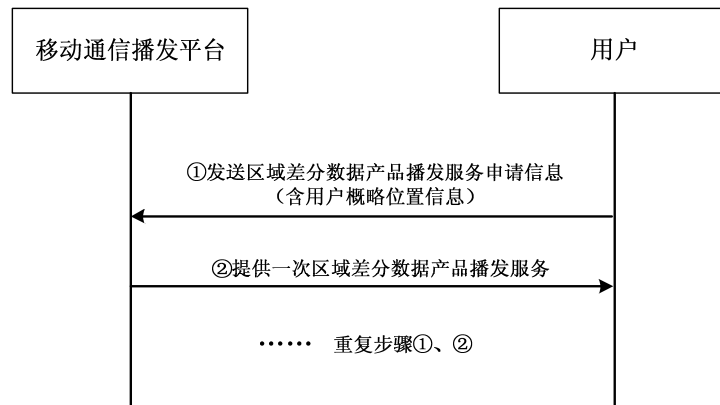 移动通信播发平台
用户
①发送区域差分数据产品播发服务申请信息
（含用户概略位置信息）
②提供一次区域差分数据产品播发服务
…… 重复步骤①、②